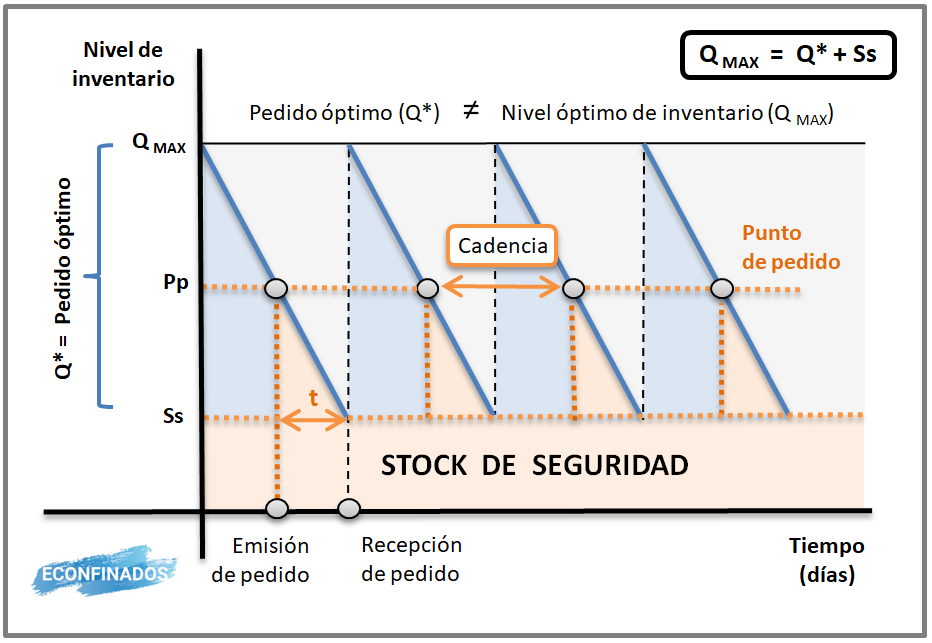 Nivel de
inventario
Q MAX = Q* + Ss
Pedido óptimo (Q*) ≠ Nivel óptimo de inventario (Q MAX)
Q MAX
Q* = Pedido óptimo
Cadencia
Punto
de pedido
Pp
t
Ss
STOCK DE SEGURIDAD
Emisión
de pedido
Recepción
de pedido
Tiempo
(días)
ECONFINADOS